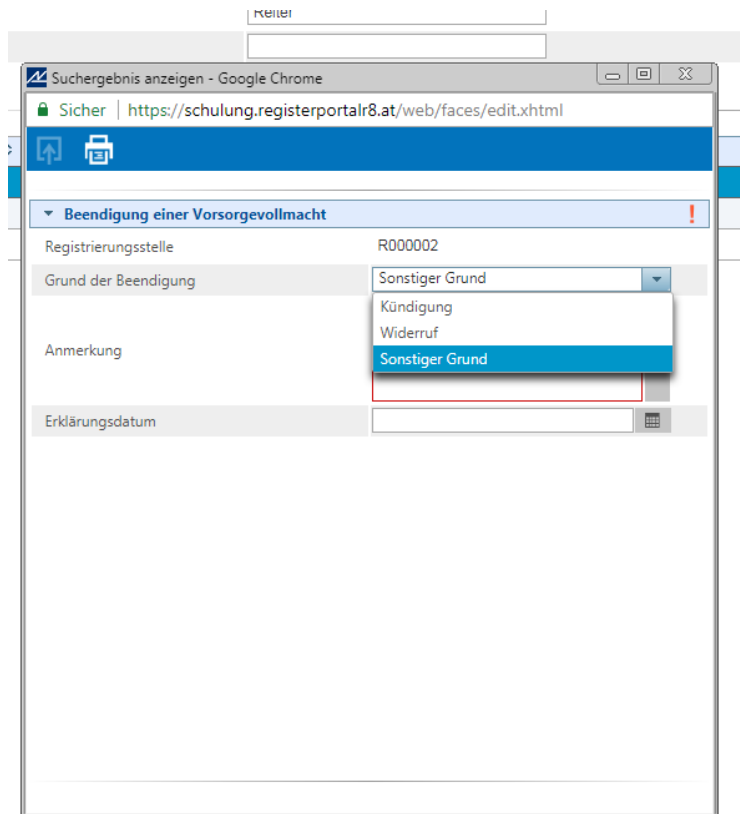 Reiter
Suchergebnis anzeigen - Google Chrome
Sicher | https://schulung.registerportalr8.at/web/faces/edit.xhtml
Beendigung einer Vorsorgevollmacht !
Registrierungsstelle R000002
Grund der Beendigung Sonstiger Grund
Kündigung
Widerruf
Anmerkung
Sonstiger Grund
Erklärungsdatum